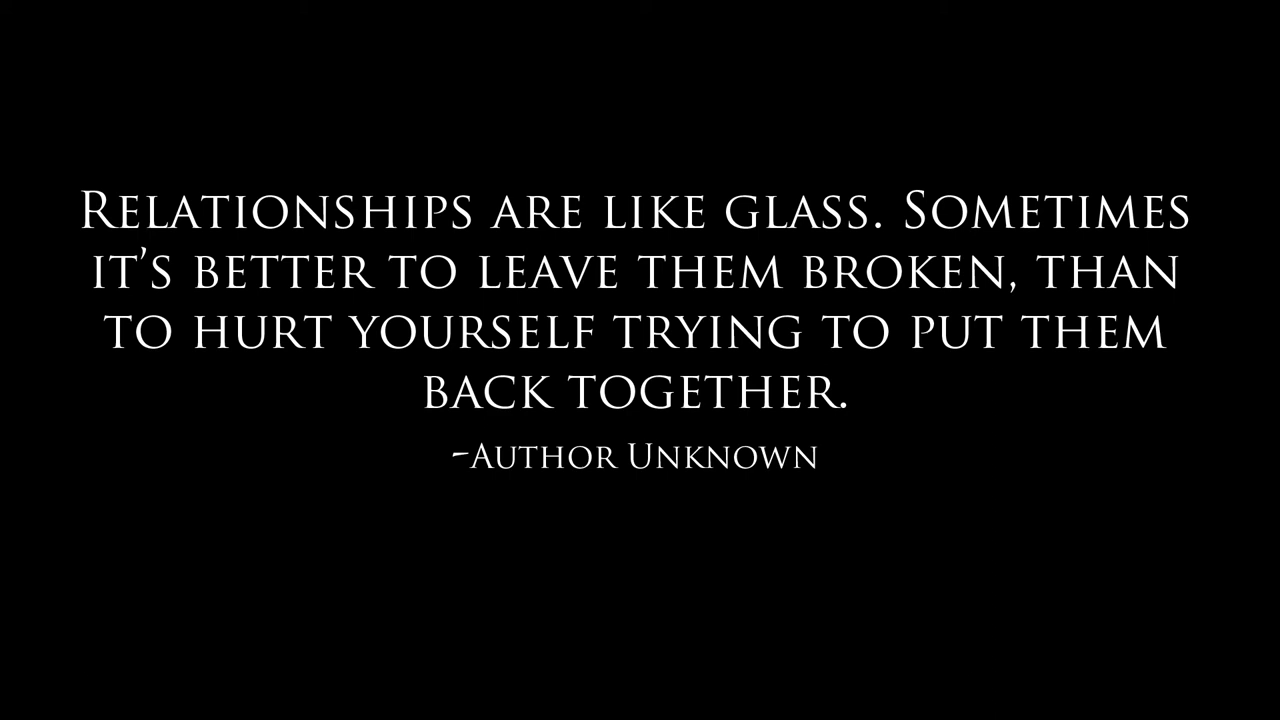 Relationships are like glass. Sometimes
it's better to leave them broken, than
to hurt yourself trying to put them
back together.
-Author Unknown